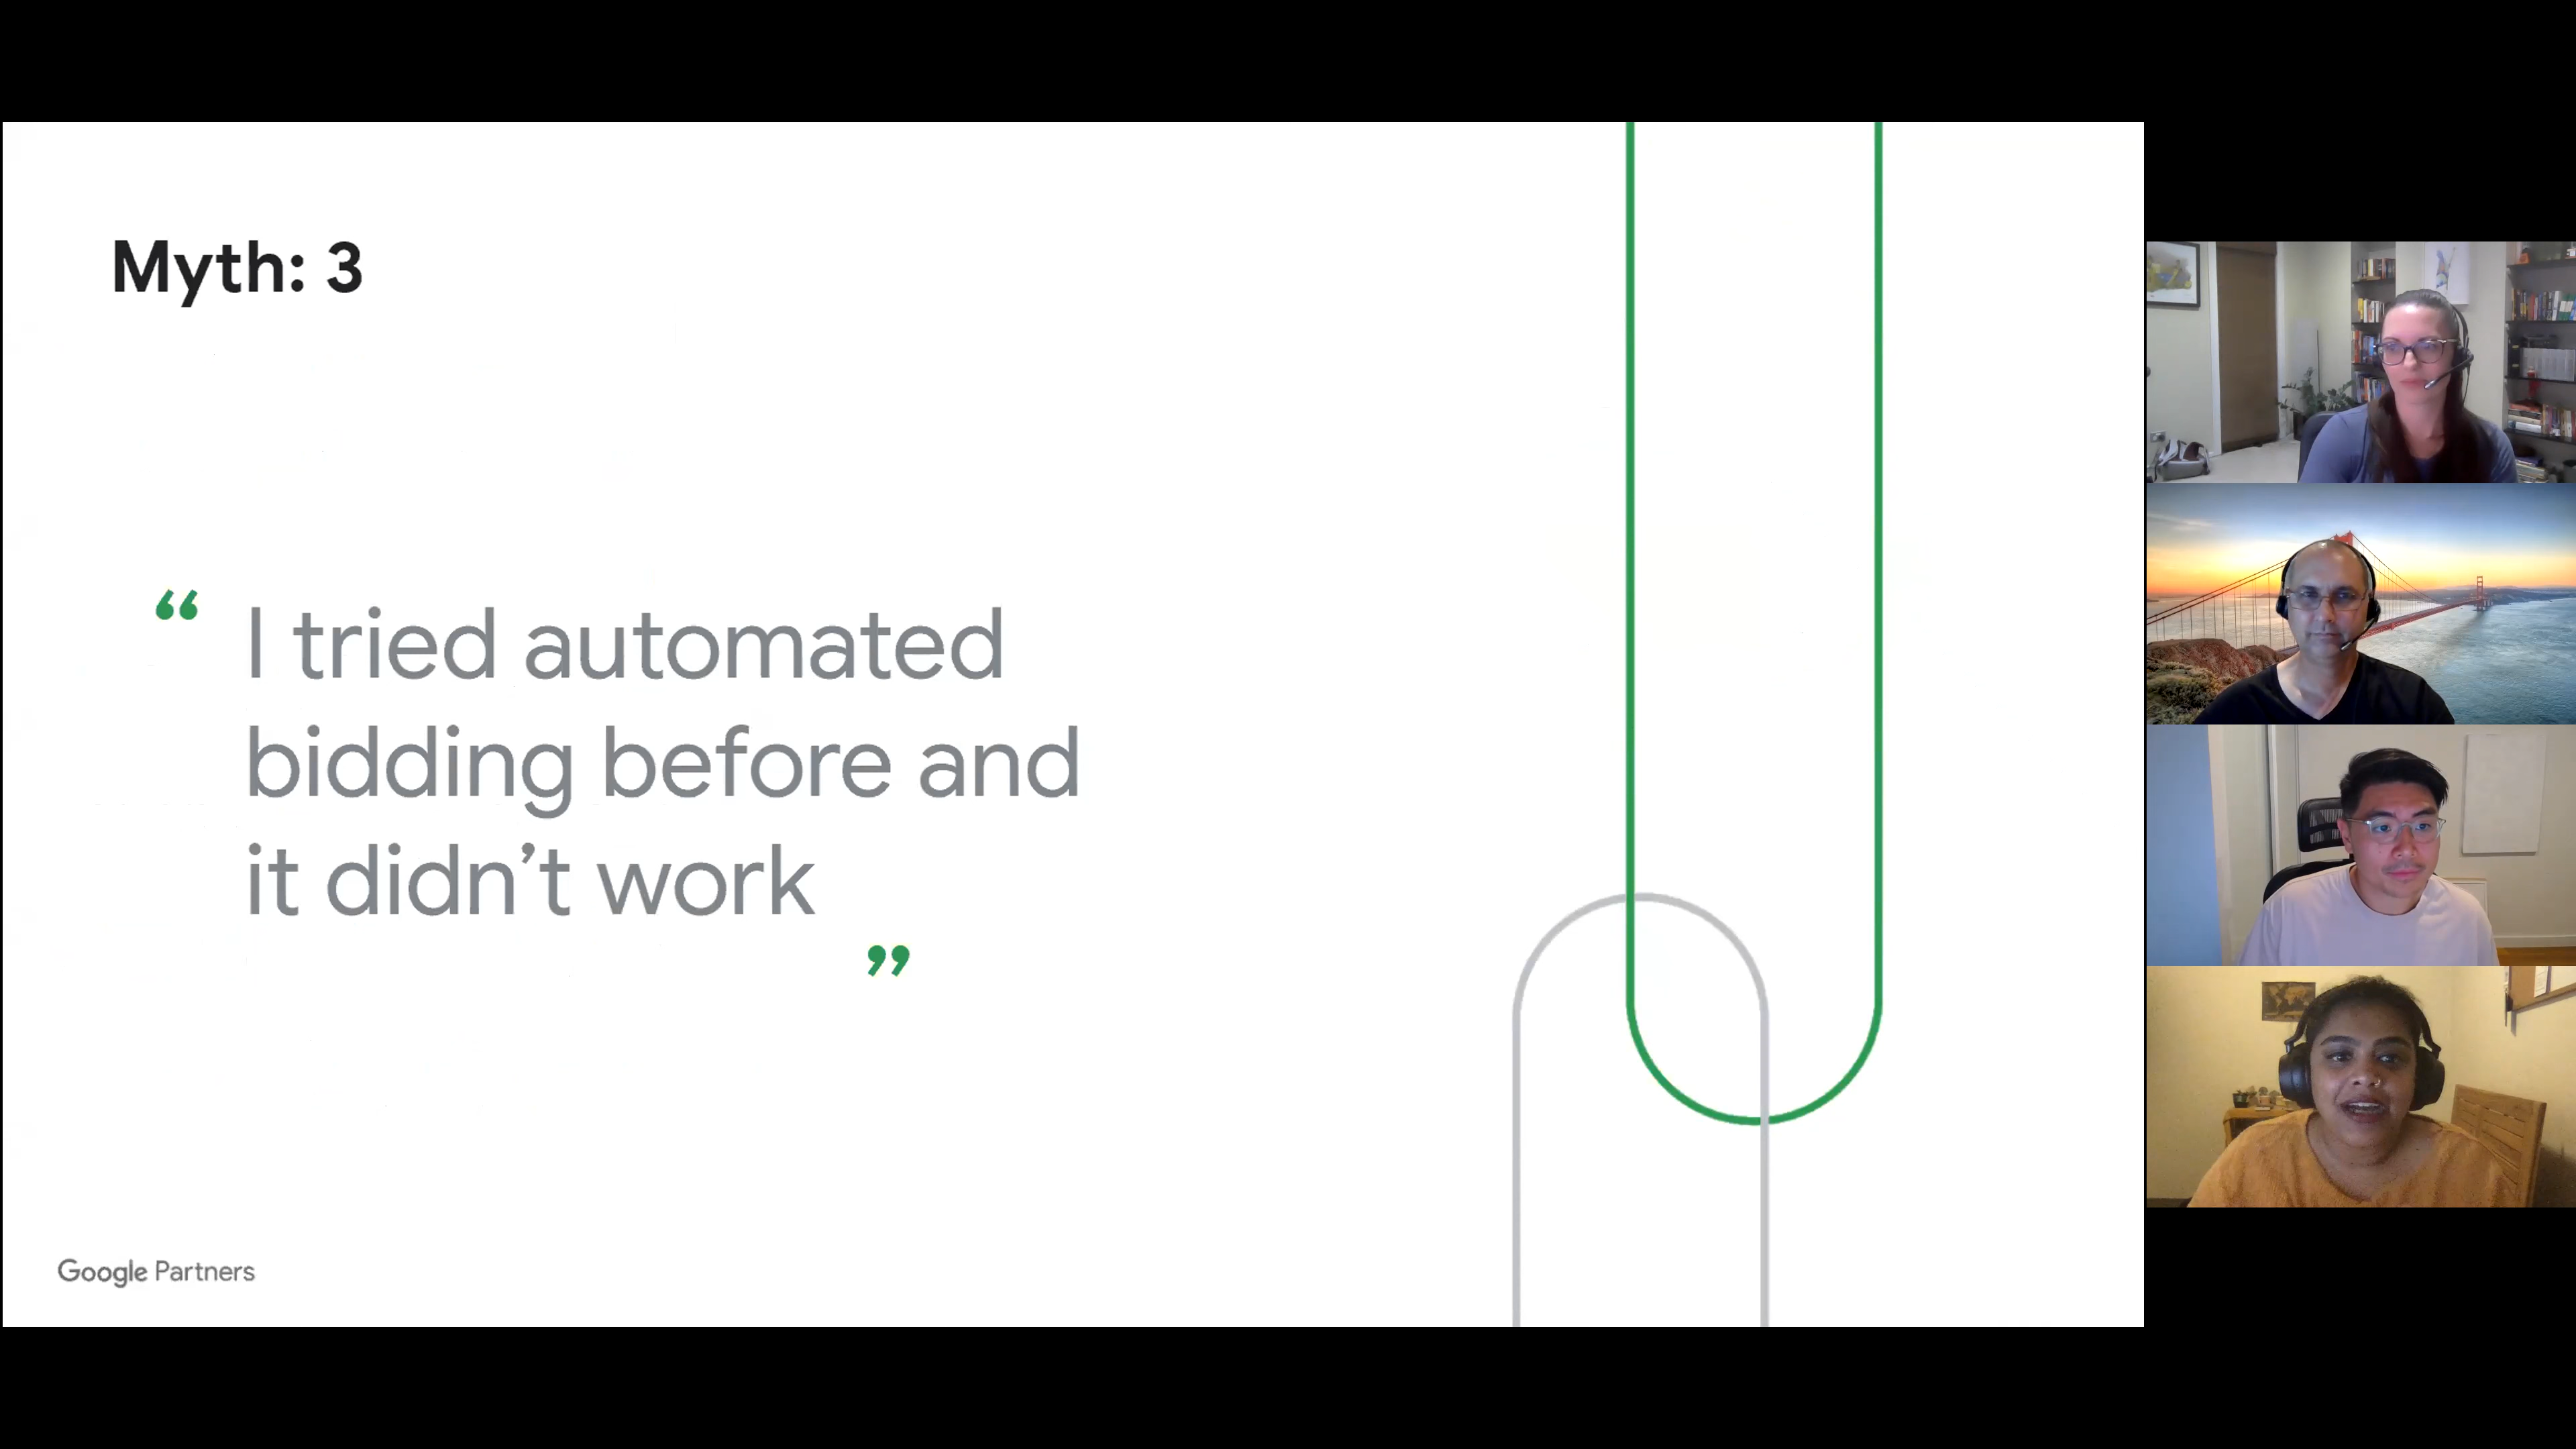 Myth: 3
“ I tried automated
bidding before and
it didn’t work
”
Google Partners